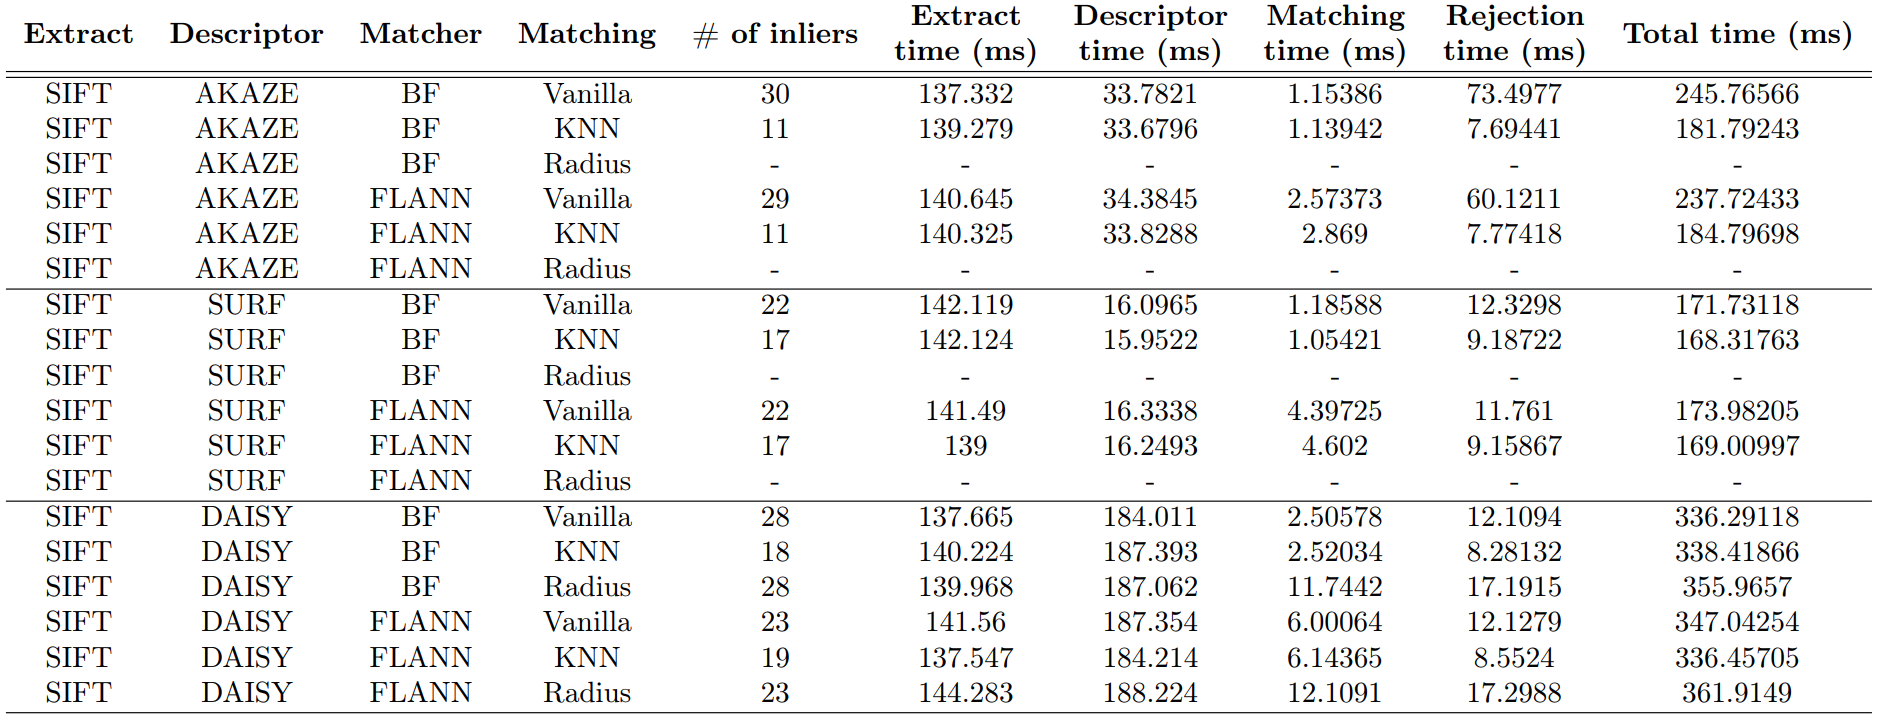 Extract Descriptor Matcher Matching # of inliers Extract time (ms) Descriptor time (ms) Matching time (ms) Rejection time (ms) Total time (ms)
SIFT AKAZE BF Vanilla 30 137.332 33.7821 1.15386 73.4977 245.76566
SIFT AKAZE BF KNN 11 139.279 33.6796 1.13942 7.69441 181.79243
SIFT AKAZE BF Radius - - - - - -
SIFT AKAZE FLANN Vanilla 29 140.645 34.3845 2.57373 60.1211 237.72433
SIFT AKAZE FLANN KNN 11 140.325 33.8288 2.869 7.77418 184.79698
SIFT AKAZE FLANN Radius - - - - - -
SIFT SURF BF Vanilla 22 142.119 16.0965 1.18588 12.3298 171.73118
SIFT SURF BF KNN 17 142.124 15.9522 1.05421 9.18722 168.31763
SIFT SURF BF Radius - - - - - -
SIFT SURF FLANN Vanilla 22 141.49 16.3338 4.39725 11.761 173.98205
SIFT SURF FLANN KNN 17 139 16.2493 4.602 9.15867 169.00997
SIFT SURF FLANN Radius - - - - - -
SIFT DAISY BF Vanilla 28 137.665 184.011 2.50578 12.1094 336.29118
SIFT DAISY BF KNN 18 140.224 187.393 2.52034 8.28132 338.41866
SIFT DAISY BF Radius 28 139.968 187.062 11.7442 17.1915 355.9657
SIFT DAISY FLANN Vanilla 23 141.56 187.354 6.00064 12.1279 347.04254
SIFT DAISY FLANN KNN 19 137.547 184.214 6.14365 8.5524 336.45705
SIFT DAISY FLANN Radius 23 144.283 188.224 12.1091 17.2988 361.9149